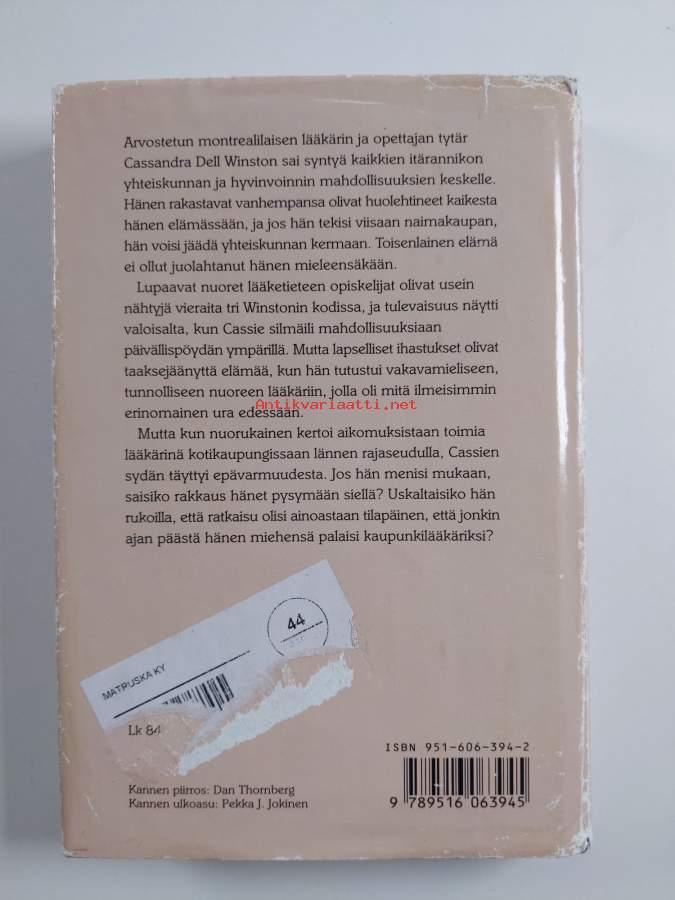 Arvostetun montrealilaisen lääkärin ja opettajan tytär
Cassandra Dell Winston sai syntyä kaikkien itärannikon
yhteiskunnan ja hyvinvoinnin mahdollisuuksien keskelle.
Hänen rakastavat vanhempansa olivat huolehtineet kaikesta
hänen elämässään, ja jos hän tekisi viisaan naimakaupan,
hän voisi jäädä yhteiskunnan kermaan. Toisenlainen elämä
ei ollut juolahtanut hänen mieleensäkään.
Lupaavat nuoret lääketieteen opiskelijat olivat usein
nähtyjä vieraita tri Winstonin kodissa, ja tulevaisuus näytti
valoisalta, kun Cassie silmäili mahdollisuuksiaan
päivällispöydän ympärillä. Mutta lapselliset ihastukset olivat
taaksejäänyttä elämää, kun hän tutustui vakavamieliseen,
tunnolliseen nuoreen lääkäriin, jolla oli mitä ilmeisimmin
erinomainen ura edessään.
Antikvariaatti.net
Mutta kun nuorukainen kertoi aikomuksistaan toimia
lääkärinä kotikaupungissaan lännen rajaseudulla, Cassien
sydän täyttyi epävarmuudesta. Jos hän menisi mukaan,
saisiko rakkaus hänet pysymään siellä? Uskaltaisiko hän
rukoilla, että ratkaisu olisi ainoastaan tilapäinen, että jonkin
ajan päästä hänen miehensä palaisi kaupunkilääkäriksi?
44
MATRUSKA KY
Lk 84
ISBN 951-606-394-2
9 789516 063945
Kannen piirros: Dan Thornberg
Kannen ulkoasu: Pekka J. Jokinen